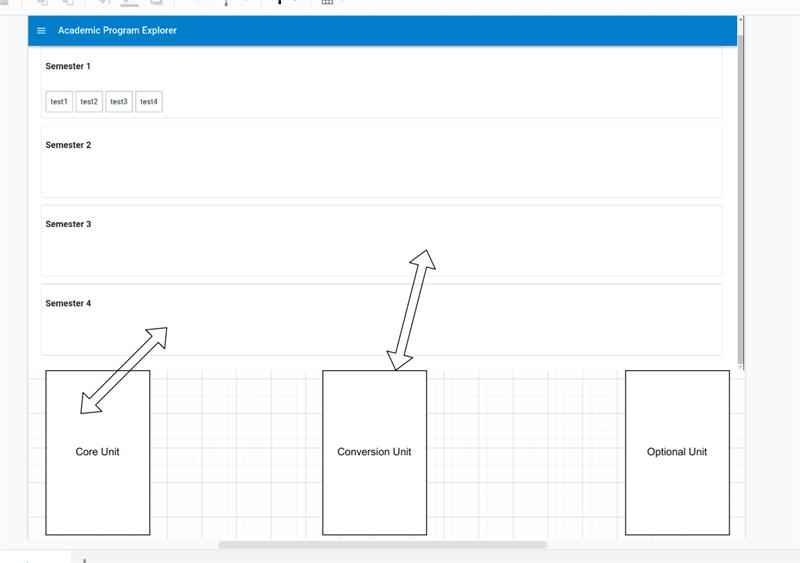 Academic Program Explorer
Semester 1
test1 test2 test3 test4
Semester 2
Semester 3
Semester 4
Core Unit
Conversion Unit
Optional Unit